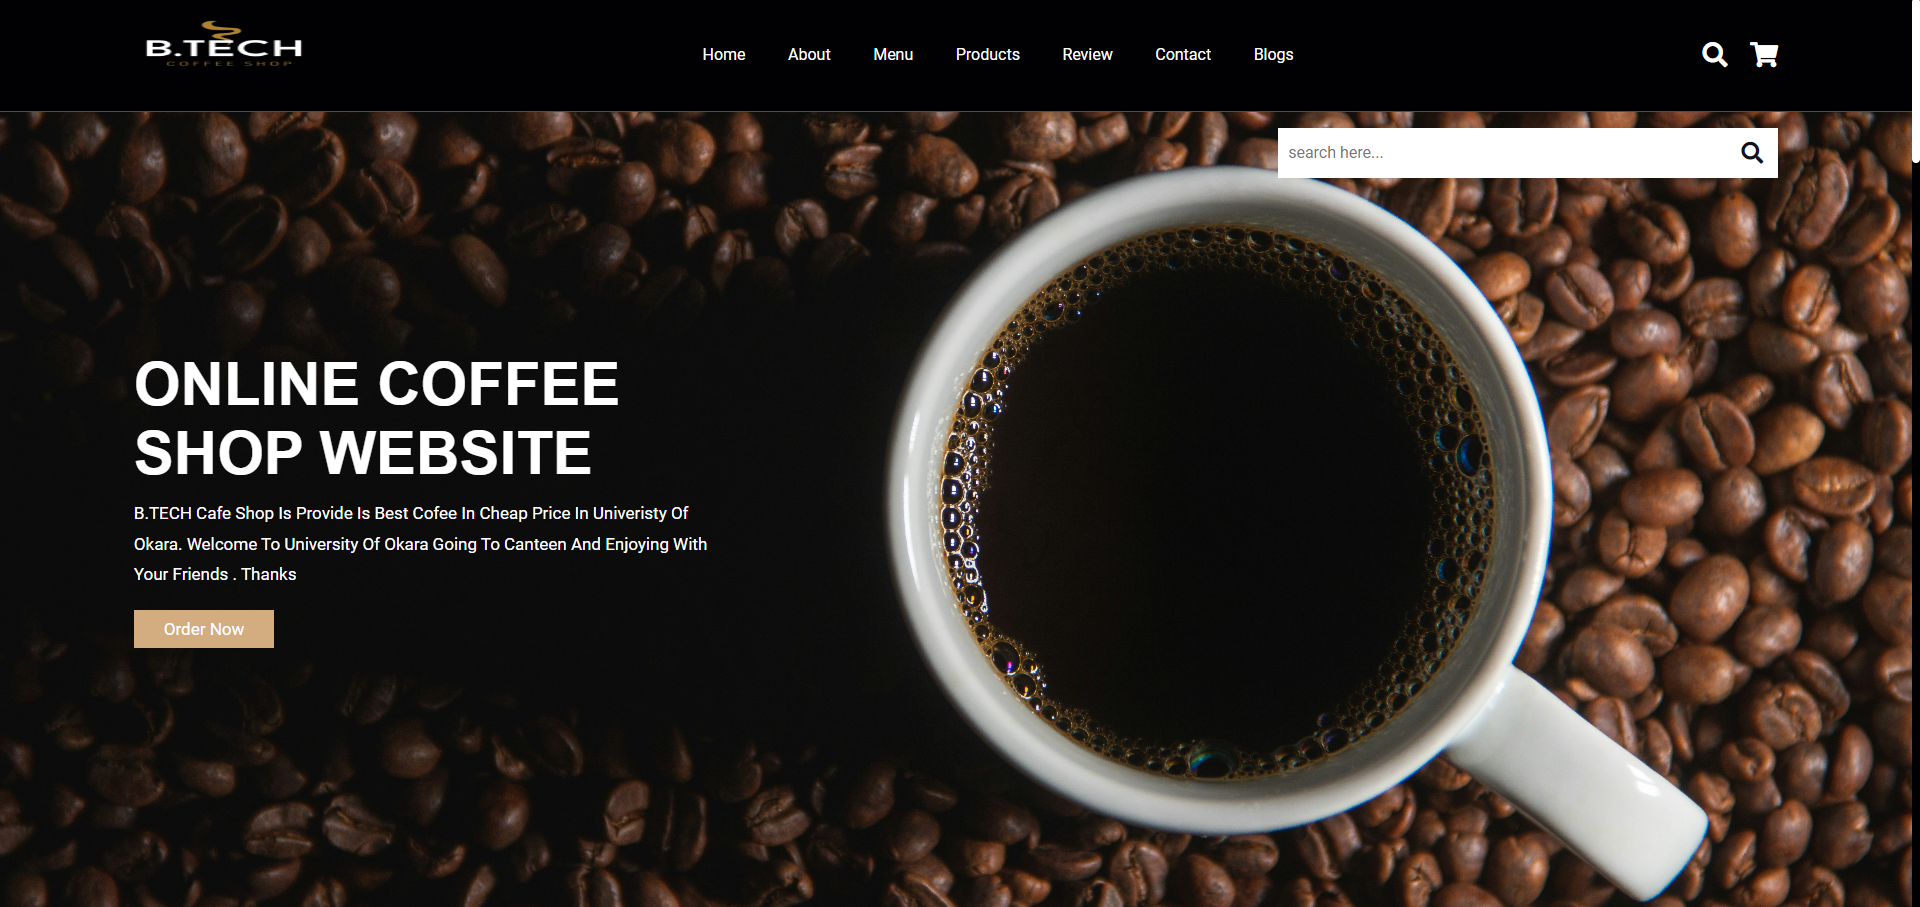 B.TECH
COFFEE SHOP
Home About Menu Products Review Contact Blogs
search here...
ONLINE COFFEE
SHOP WEBSITE
B.TECH Cafe Shop Is Provide Is Best Cofee In Cheap Price In Univeristy Of
Okara. Welcome To University Of Okara Going To Canteen And Enjoying With
Your Friends . Thanks
Order Now